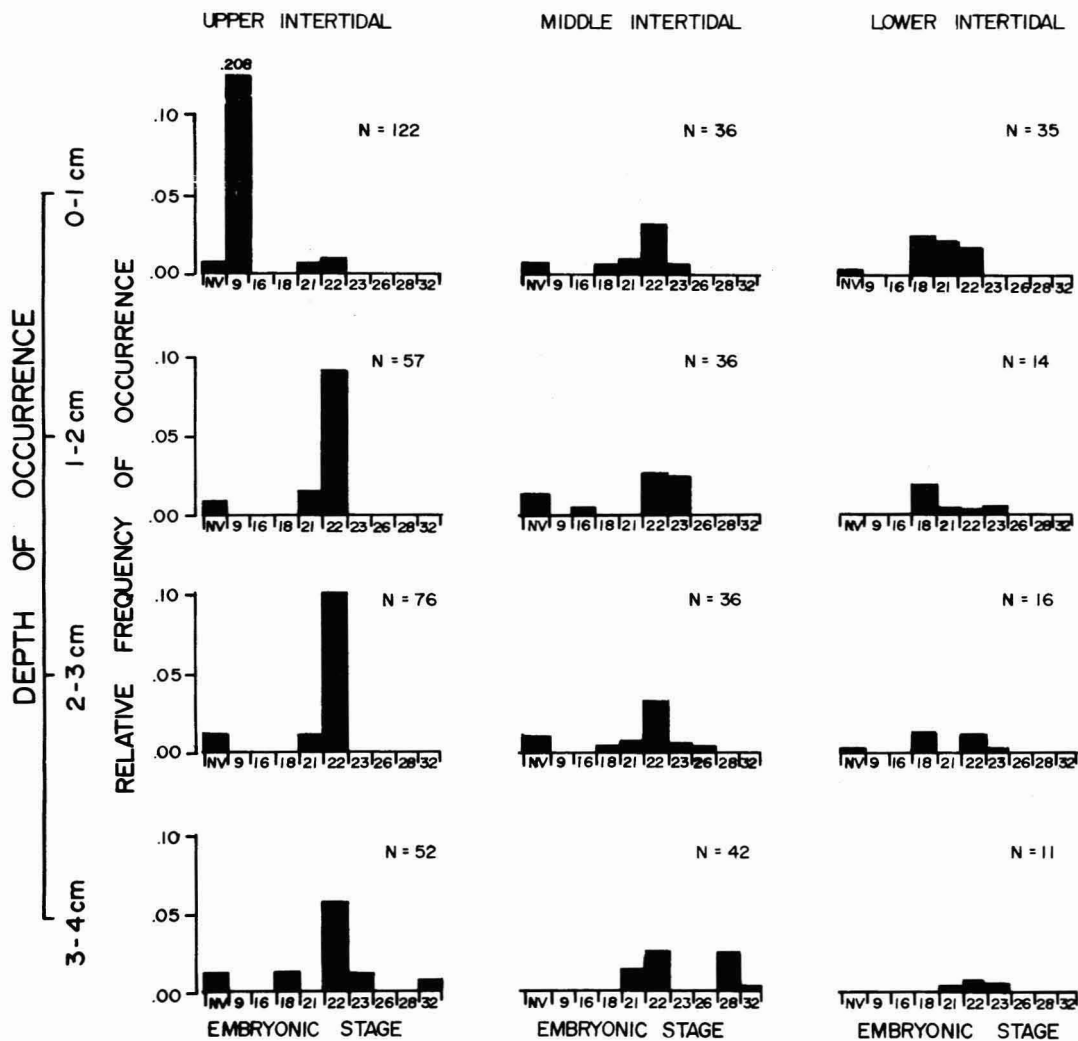 UPPER INTERTIDAL MIDDLE INTERTIDAL LOWER INTERTIDAL
DEPTH OF OCCURRENCE
0-1 cm
1-2 cm
2-3 cm
3-4 cm
RELATIVE FREQUENCY OF OCCURRENCE
.208
.10
.05
.00
N = 122
NV 9 16 18 21 22 23 26 28 32
N = 36
NV 9 16 18 21 22 23 26 28 32
N = 35
NV 9 16 18 21 22 23 26 28 32
.10
.05
.00
N = 57
NV 9 16 18 21 22 23 26 28 32
N = 36
NV 9 16 18 21 22 23 26 28 32
N = 14
NV 9 16 18 21 22 23 26 28 32
.10
.05
.00
N = 76
NV 9 16 18 21 22 23 26 28 32
N = 36
NV 9 16 18 21 22 23 26 28 32
N = 16
NV 9 16 18 21 22 23 26 28 32
.10
.05
.00
N = 52
NV 9 16 18 21 22 23 26 28 32
EMBRYONIC STAGE
N = 42
NV 9 16 18 21 22 23 26 28 32
EMBRYONIC STAGE
N = 11
NV 9 16 18 21 22 23 26 28 32
EMBRYONIC STAGE